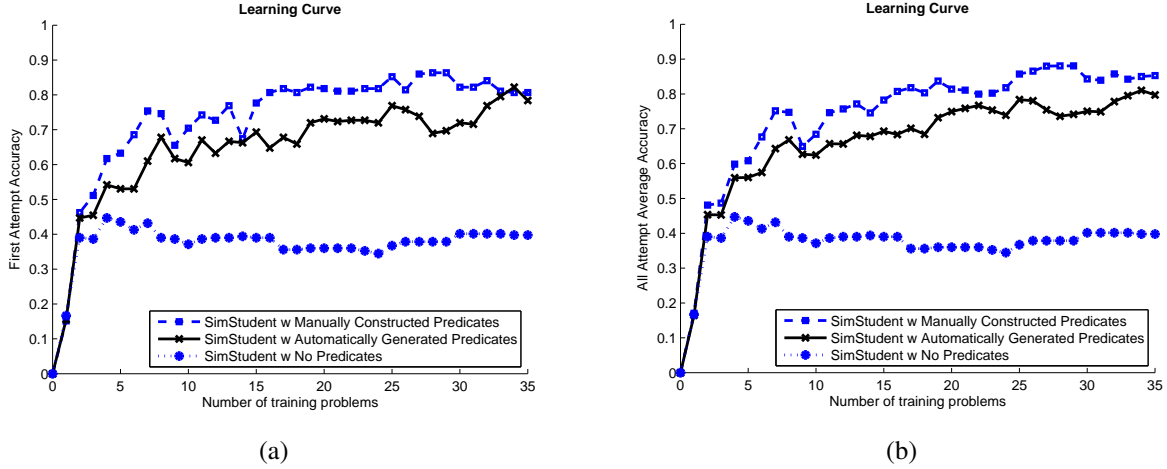 Learning Curve
First Attempt Accuracy
1
0.9
0.8
0.7
0.6
0.5
0.4
0.3
0.2
0.1
0
SimStudent w Manually Constructed Predicates
SimStudent w Automatically Generated Predicates
SimStudent w No Predicates
0 5 10 15 20 25 30 35
Number of training problems
(a)
Learning Curve
All Attempt Average Accuracy
1
0.9
0.8
0.7
0.6
0.5
0.4
0.3
0.2
0.1
0
SimStudent w Manually Constructed Predicates
SimStudent w Automatically Generated Predicates
SimStudent w No Predicates
0 5 10 15 20 25 30 35
Number of training problems
(b)